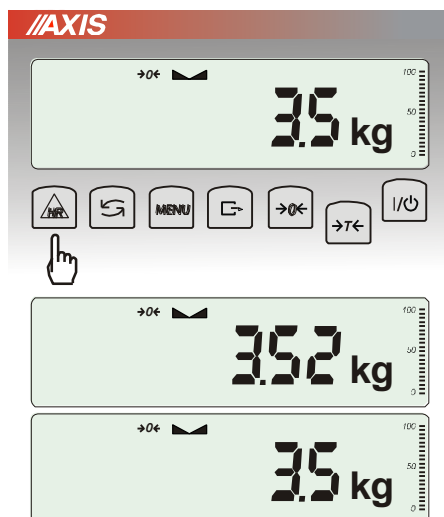 //AXIS
→0← 100
50
3.5 kg
0
HR MENU →0← →T← I/
→0← 100
50
3.52 kg
0
→0← 100
50
3.5 kg
0